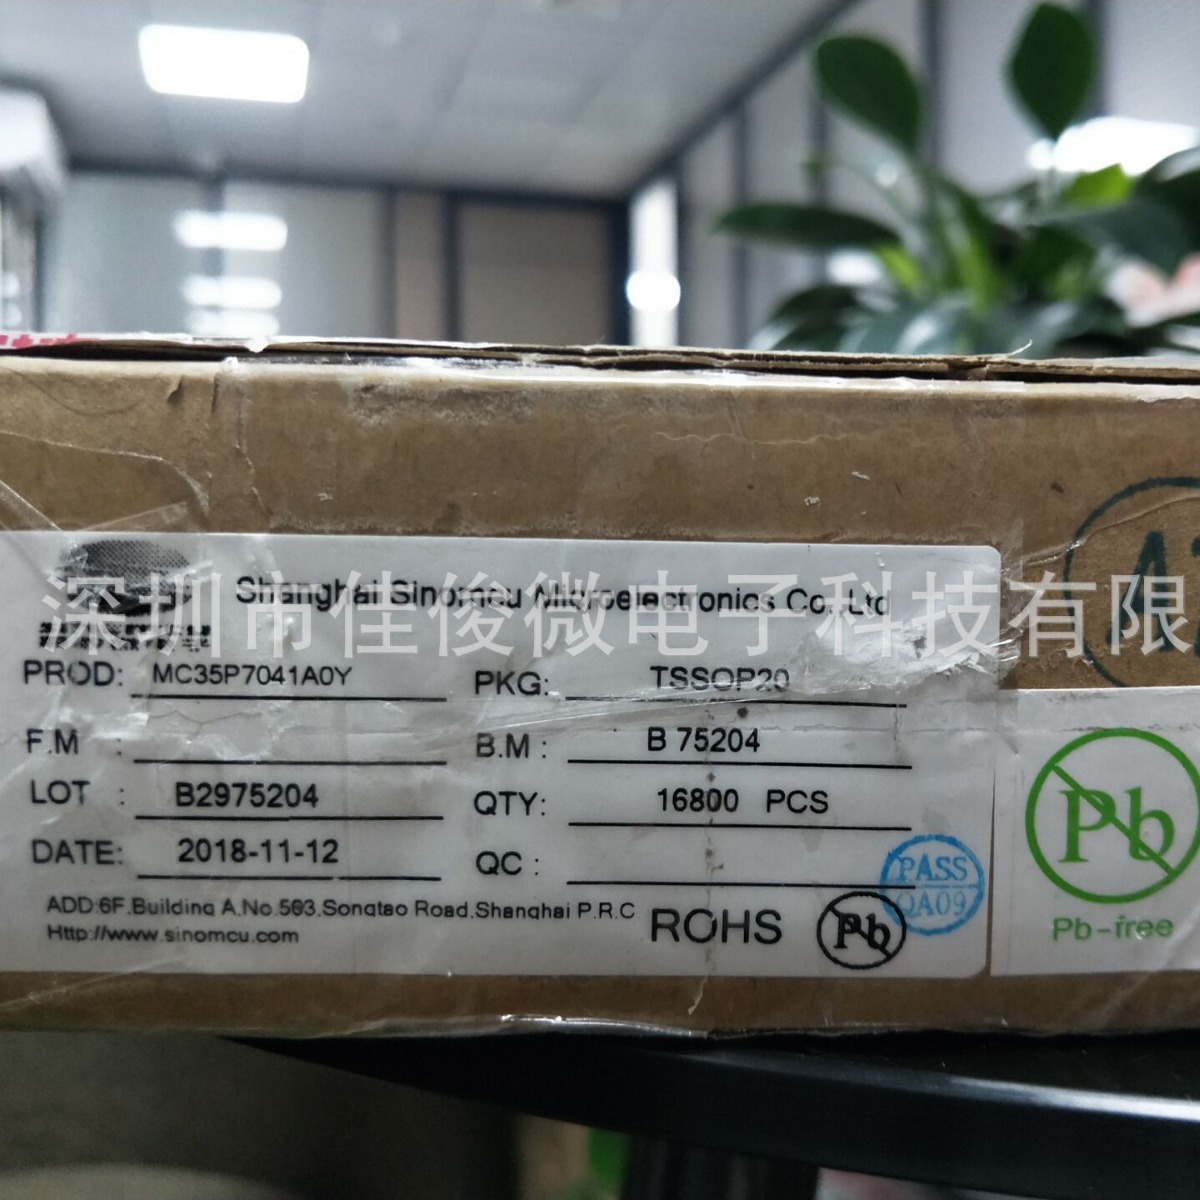 Shanghai Sinomcu Microelectronics Co., Ltd
深圳市佳俊微电子科技有限
PROD: MC35P7041A0Y PKG: TSSOP20
F.M : B.M : B 75204
LOT : B2975204 QTY: 16800 PCS
DATE: 2018-11-12 QC :
PASS
QA09
ADD:6F.Building A.No.503.Songtao Road.Shanghai P.R.C
Http://www.sinomcu.com
ROHS
Pb
Pb
Pb-free